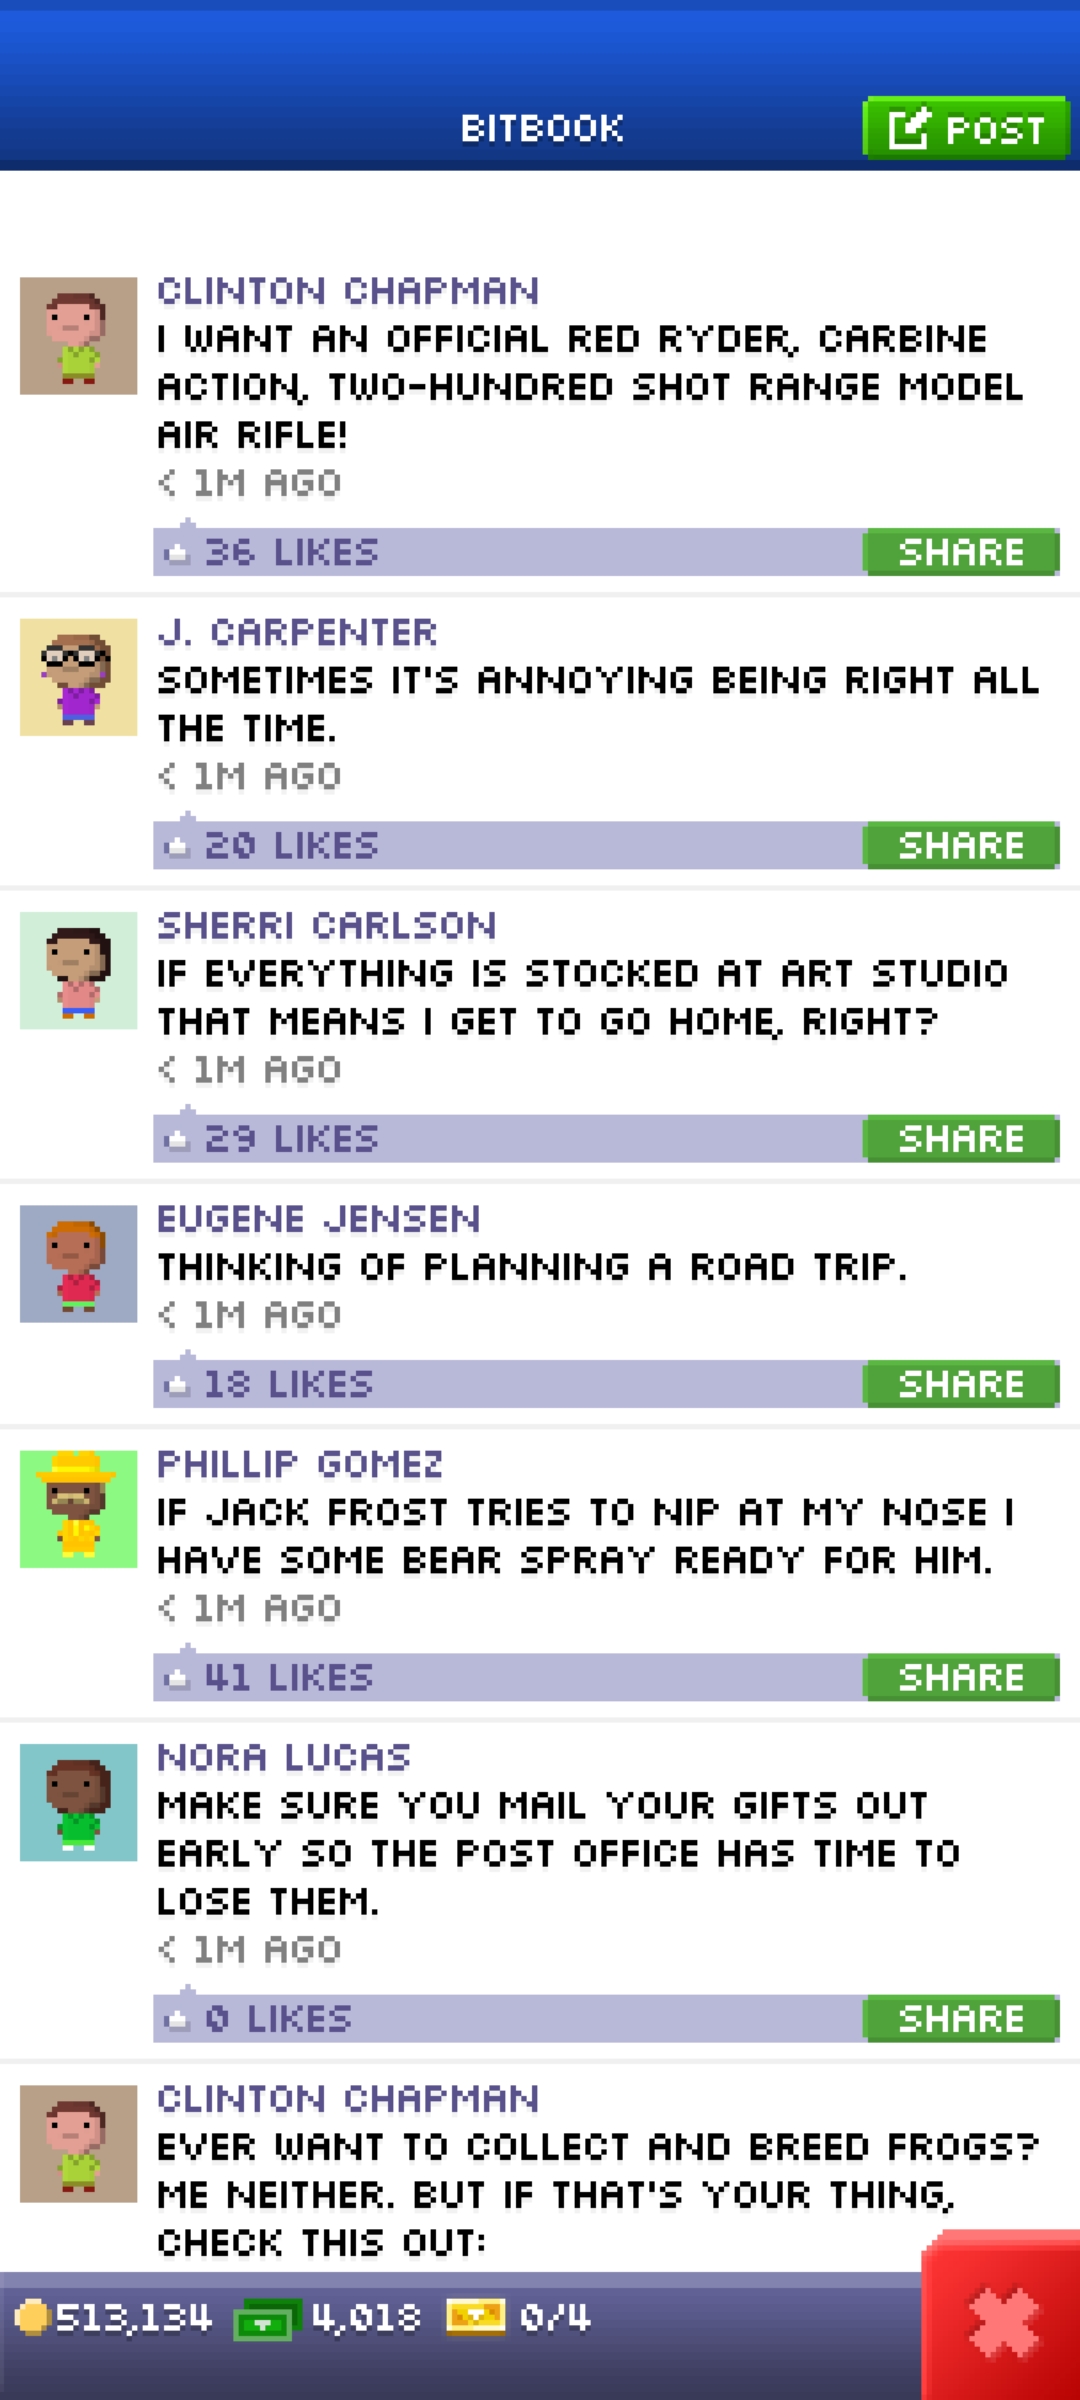 BITBOOK
POST
CLINTON CHAPMAN
I WANT AN OFFICIAL RED RYDER, CARBINE
ACTION, TWO-HUNDRED SHOT RANGE MODEL
AIR RIFLE!
< 1M AGO
36 LIKES
SHARE
J. CARPENTER
SOMETIMES IT'S ANNOYING BEING RIGHT ALL
THE TIME.
< 1M AGO
20 LIKES
SHARE
SHERRI CARLSON
IF EVERYTHING IS STOCKED AT ART STUDIO
THAT MEANS I GET TO GO HOME, RIGHT?
< 1M AGO
29 LIKES
SHARE
EUGENE JENSEN
THINKING OF PLANNING A ROAD TRIP.
< 1M AGO
18 LIKES
SHARE
PHILLIP GOMEZ
IF JACK FROST TRIES TO NIP AT MY NOSE I
HAVE SOME BEAR SPRAY READY FOR HIM.
< 1M AGO
41 LIKES
SHARE
NORA LUCAS
MAKE SURE YOU MAIL YOUR GIFTS OUT
EARLY SO THE POST OFFICE HAS TIME TO
LOSE THEM.
< 1M AGO
0 LIKES
SHARE
CLINTON CHAPMAN
EVER WANT TO COLLECT AND BREED FROGS?
ME NEITHER. BUT IF THAT'S YOUR THING,
CHECK THIS OUT:
513,134 4,018 0/4